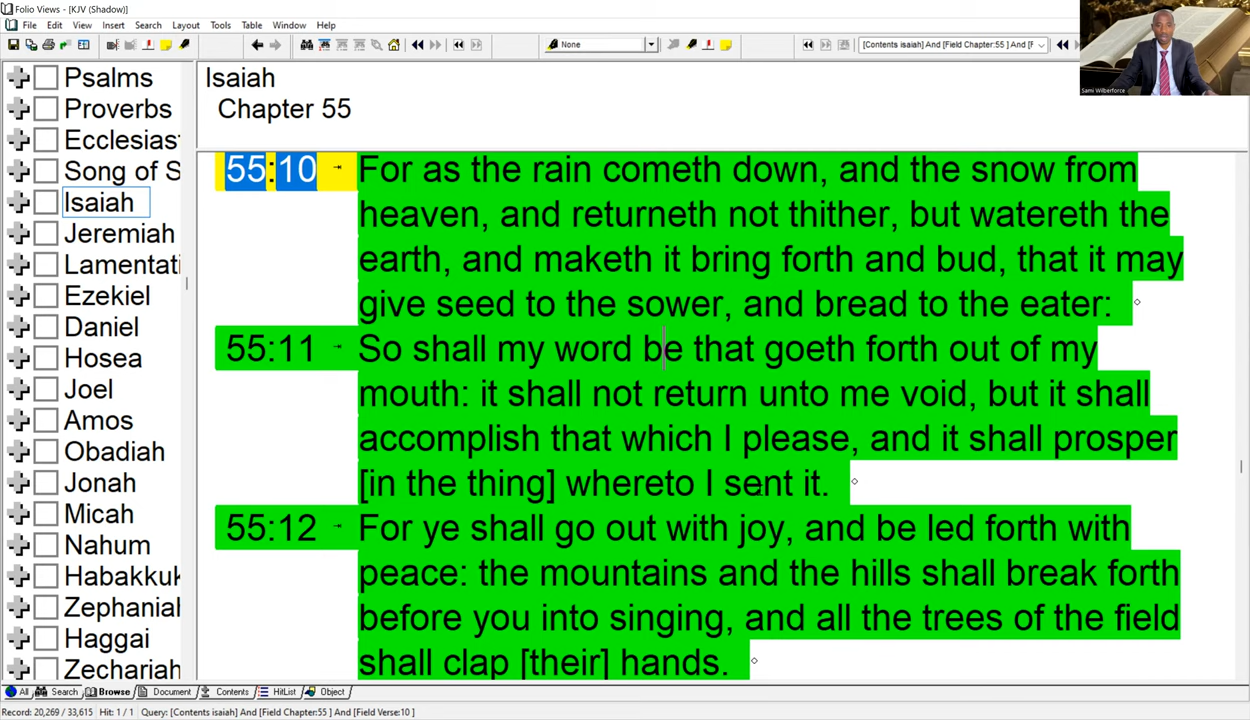 Folio Views - [KJV (Shadow)]
File Edit View Insert Search Layout Tools Table Window Help
None
[Contents isaiah] And [Field Chapter:55 ] And [F
Sami Wilberforce
Psalms
Proverbs
Ecclesiast
Song of S
Isaiah
Jeremiah
Lamentati
Ezekiel
Daniel
Hosea
Joel
Amos
Obadiah
Jonah
Micah
Nahum
Habakkuk
Zephaniah
Haggai
Zechariah
Isaiah
Chapter 55
55:10 For as the rain cometh down, and the snow from
heaven, and returneth not thither, but watereth the
earth, and maketh it bring forth and bud, that it may
give seed to the sower, and bread to the eater:
55:11 So shall my word be that goeth forth out of my
mouth: it shall not return unto me void, but it shall
accomplish that which I please, and it shall prosper
[in the thing] whereto I sent it.
55:12 For ye shall go out with joy, and be led forth with
peace: the mountains and the hills shall break forth
before you into singing, and all the trees of the field
shall clap [their] hands.
All Search Browse Document Contents HitList Object
Record: 20,269 / 33,615 Hit: 1 / 1 Query: [Contents isaiah] And [Field Chapter:55 ] And [Field Verse:10 ]